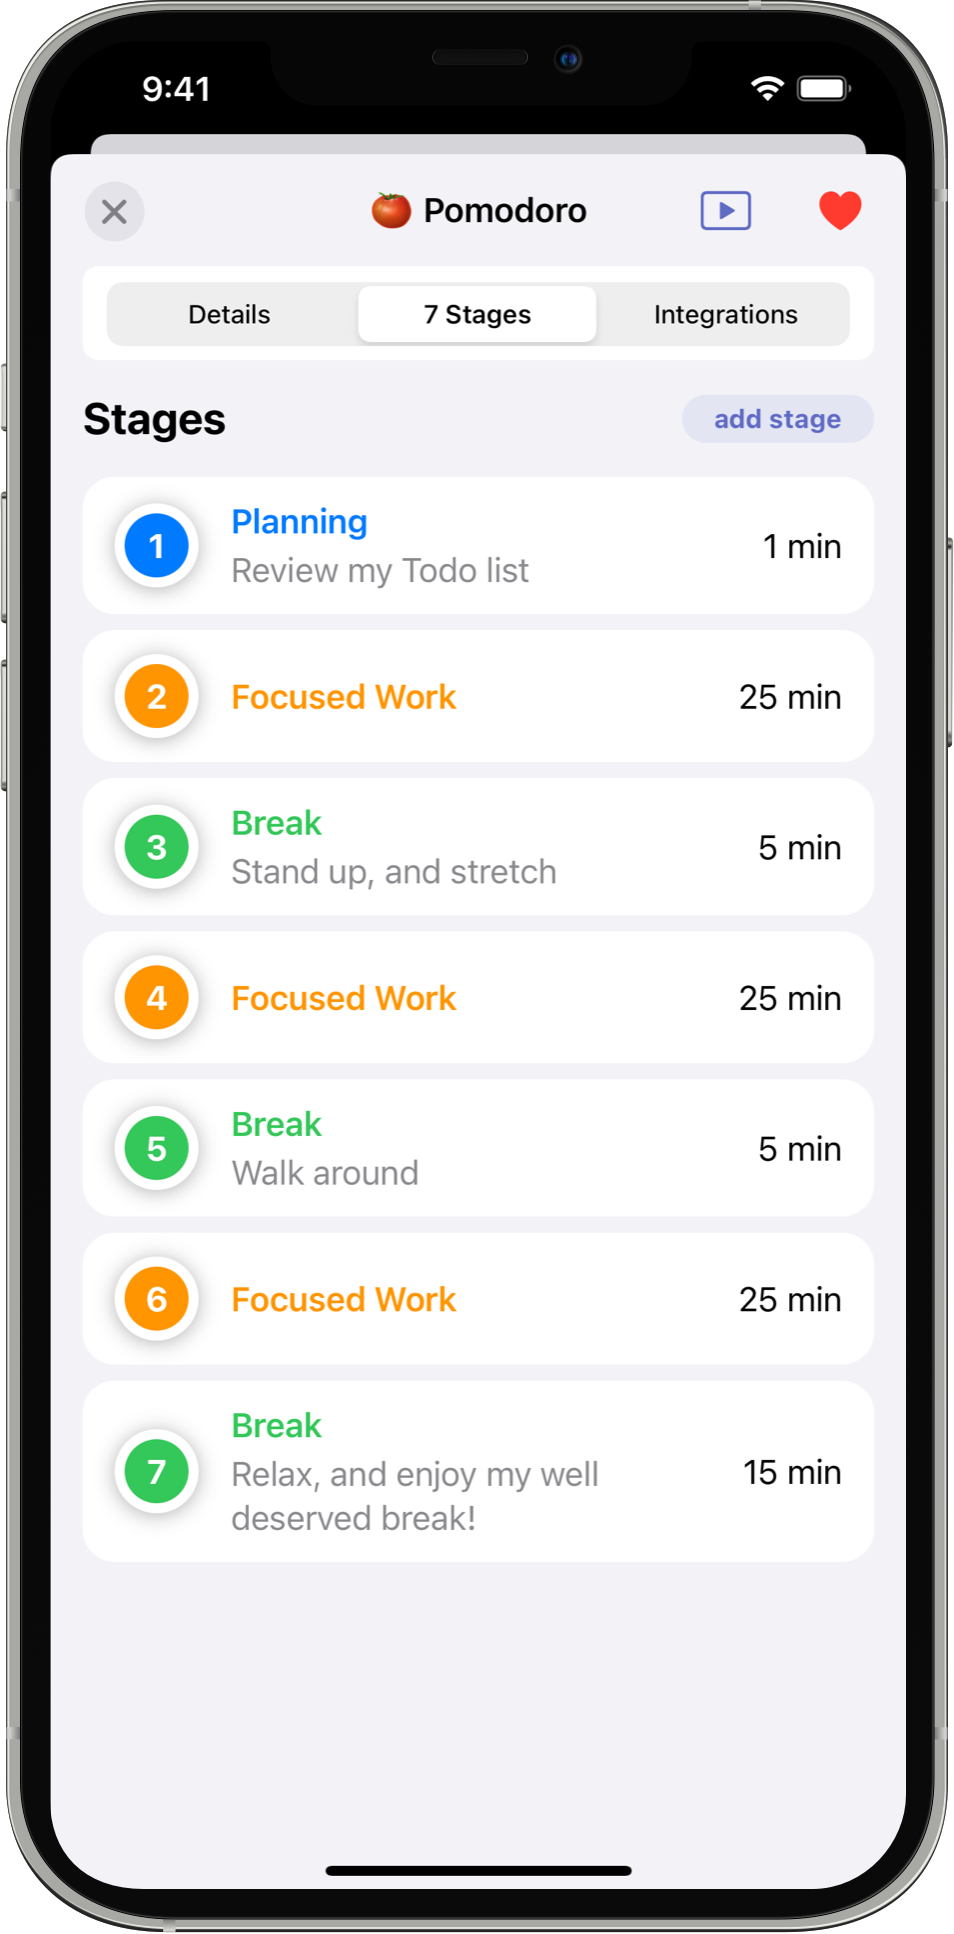 9:41
Pomodoro
Details
7 Stages
Integrations
Stages
add stage
1
Planning
Review my Todo list
1 min
2
Focused Work
25 min
3
Break
Stand up, and stretch
5 min
4
Focused Work
25 min
5
Break
Walk around
5 min
6
Focused Work
25 min
7
Break
Relax, and enjoy my well
deserved break!
15 min